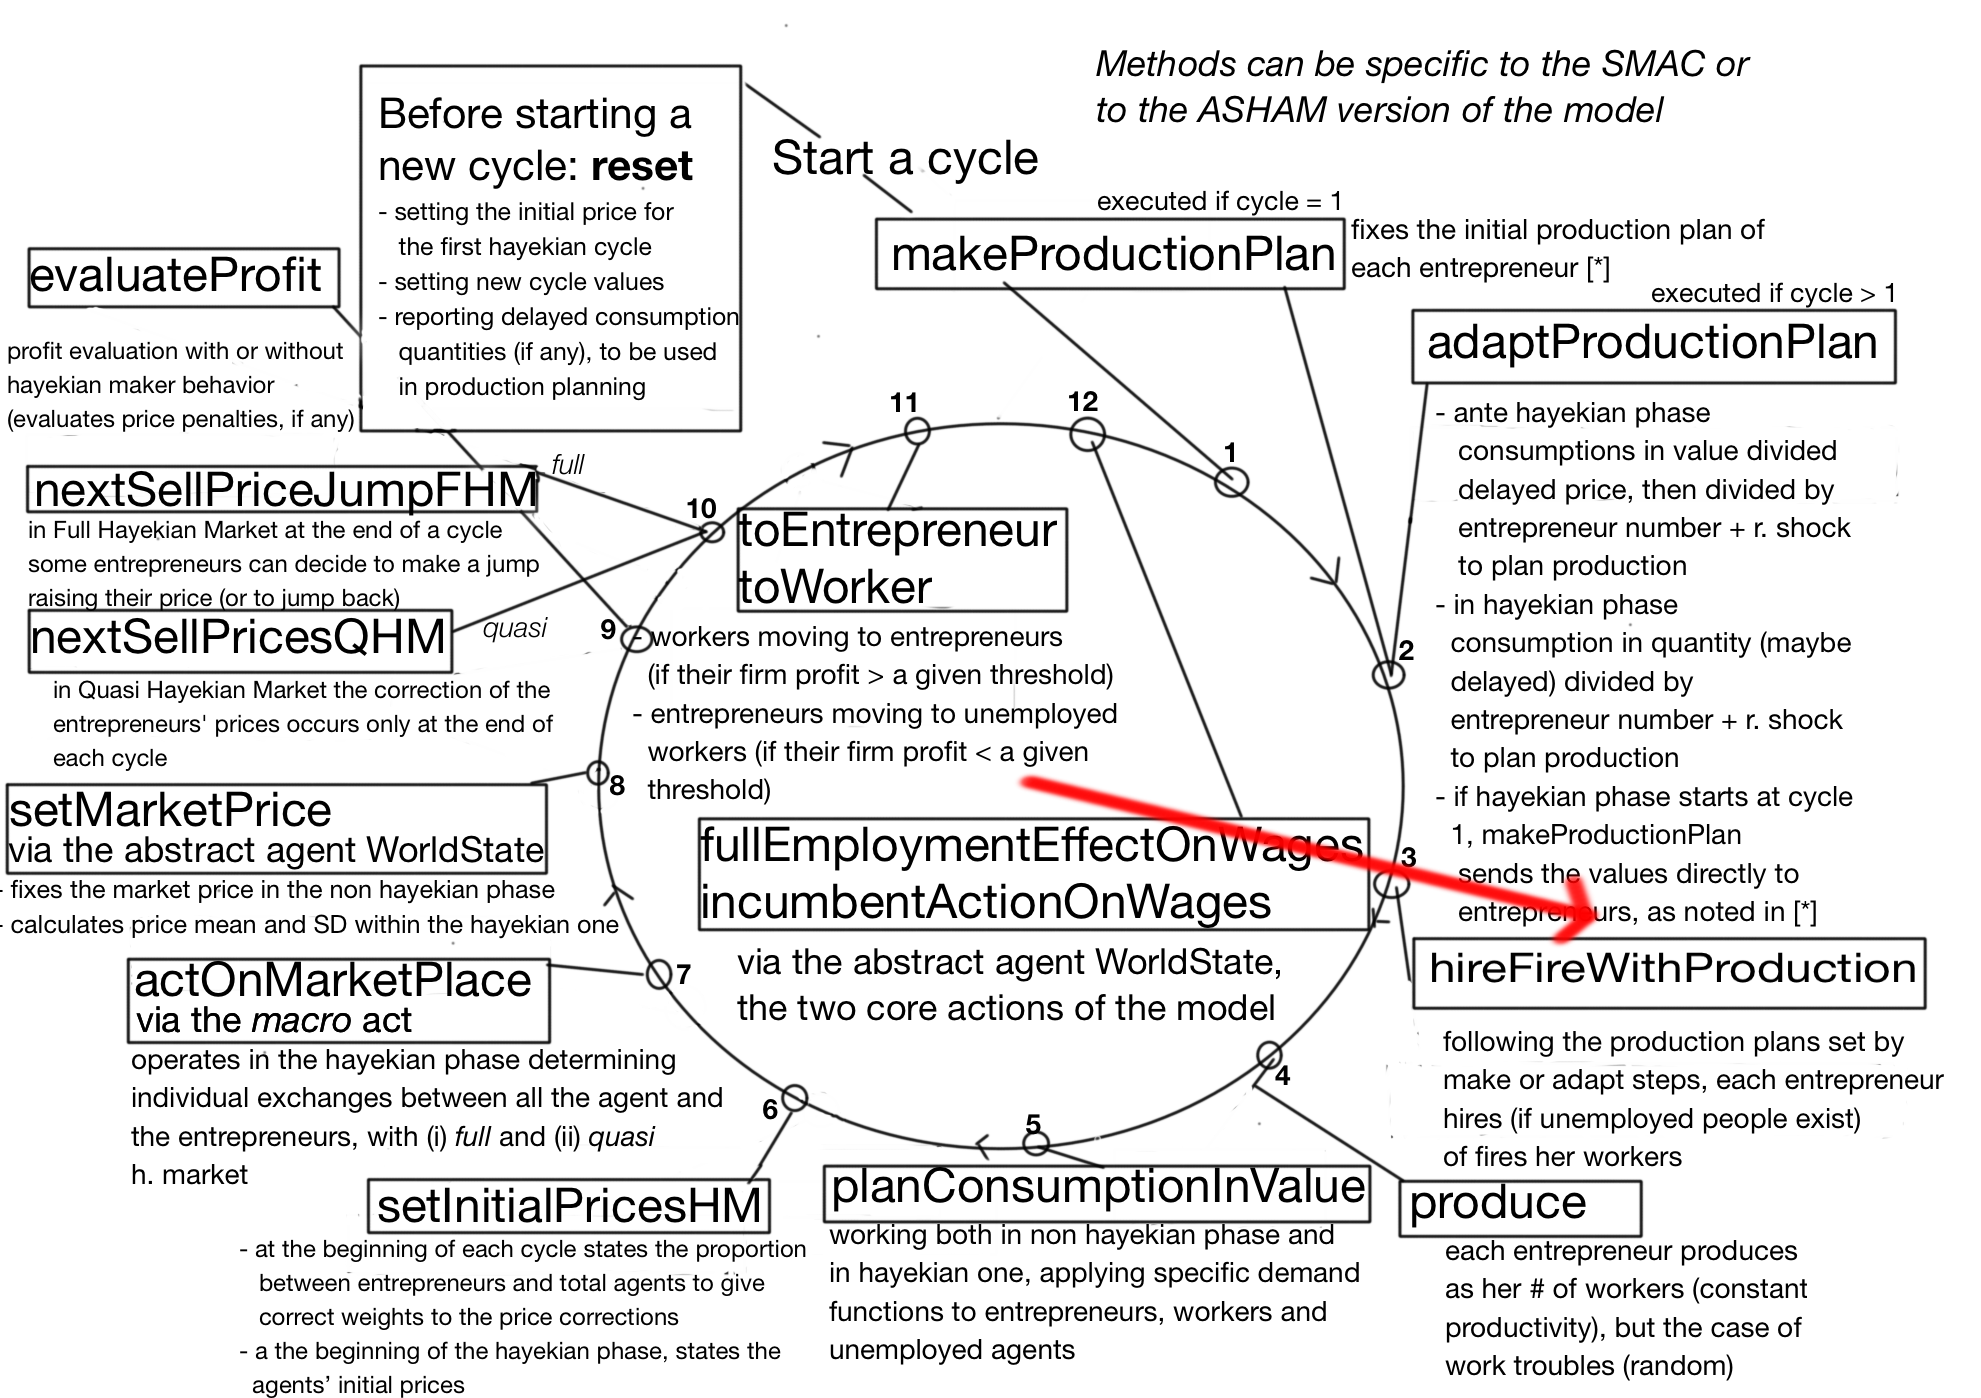 Methods can be specific to the SMAC or
to the ASHAM version of the model
Before starting a
new cycle: reset
- setting the initial price for
the first hayekian cycle
- setting new cycle values
- reporting delayed consumption
quantities (if any), to be used
in production planning
Start a cycle
executed if cycle = 1
makeProductionPlan
fixes the initial production plan of
each entrepreneur [*]
executed if cycle > 1
adaptProductionPlan
- ante hayekian phase
consumptions in value divided
delayed price, then divided by
entrepreneur number + r. shock
to plan production
- in hayekian phase
consumption in quantity (maybe
delayed) divided by
entrepreneur number + r. shock
to plan production
- if hayekian phase starts at cycle
1, makeProductionPlan
sends the values directly to
entrepreneurs, as noted in [*]
hireFireWithProduction
following the production plans set by
make or adapt steps, each entrepreneur
hires (if unemployed people exist)
of fires her workers
produce
each entrepreneur produces
as her # of workers (constant
productivity), but the case of
work troubles (random)
planConsumptionInValue
working both in non hayekian phase and
in hayekian one, applying specific demand
functions to entrepreneurs, workers and
unemployed agents
setInitialPricesHM
- at the beginning of each cycle states the proportion
between entrepreneurs and total agents to give
correct weights to the price corrections
- a the beginning of the hayekian phase, states the
agents’ initial prices
actOnMarketPlace
via the macro act
operates in the hayekian phase determining
individual exchanges between all the agent and
the entrepreneurs, with (i) full and (ii) quasi
h. market
setMarketPrice
via the abstract agent WorldState
- fixes the market price in the non hayekian phase
- calculates price mean and SD within the hayekian one
evaluateProfit
profit evaluation with or without
hayekian maker behavior
(evaluates price penalties, if any)
nextSellPriceJumpFHM
full
in Full Hayekian Market at the end of a cycle
some entrepreneurs can decide to make a jump
raising their price (or to jump back)
nextSellPricesQHM
quasi
in Quasi Hayekian Market the correction of the
entrepreneurs' prices occurs only at the end of
each cycle
toEntrepreneur
toWorker
- workers moving to entrepreneurs
(if their firm profit > a given threshold)
- entrepreneurs moving to unemployed
workers (if their firm profit < a given
threshold)
fullEmploymentEffectOnWages
incumbentActionOnWages
via the abstract agent WorldState,
the two core actions of the model
1
2
3
4
5
6
7
8
9
10
11
12